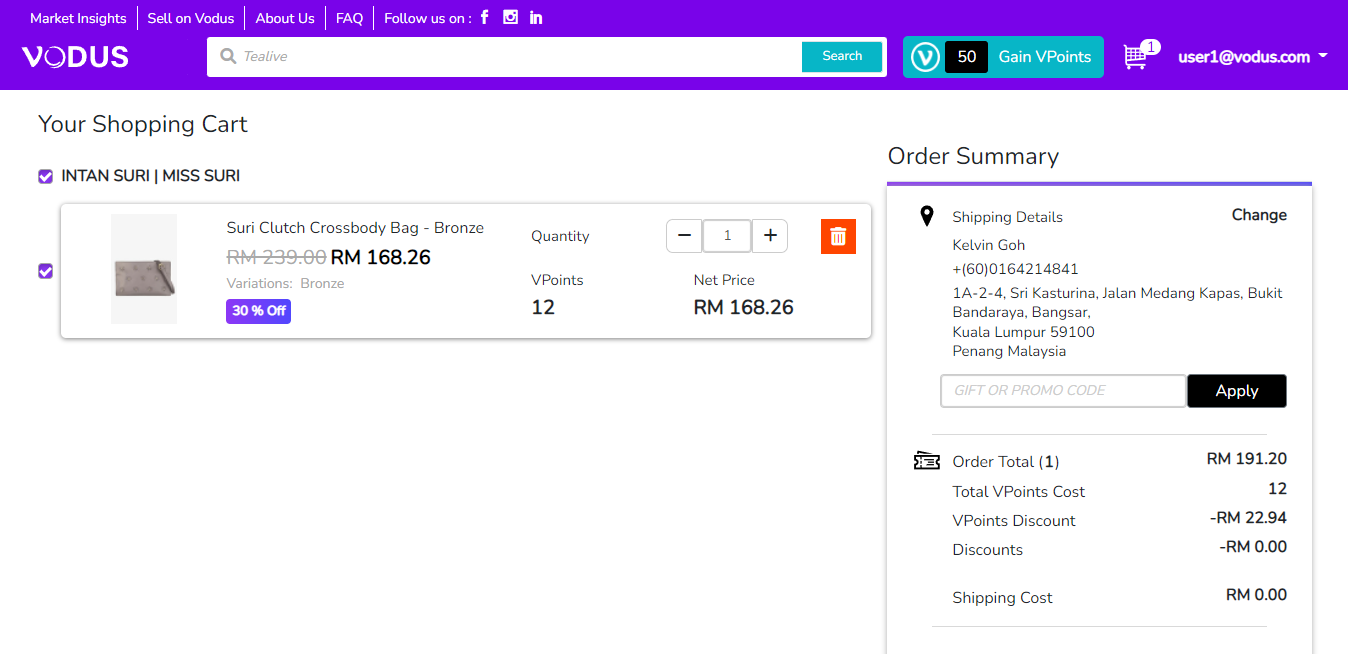 Market Insights Sell on Vodus About Us FAQ Follow us on :
VODUS Tealive Search 50 Gain VPoints 1 user1@vodus.com
Your Shopping Cart
INTAN SURI | MISS SURI
Suri Clutch Crossbody Bag - Bronze
RM 239.00 RM 168.26
Variations: Bronze
30 % Off
Quantity
− 1 +
VPoints
12
Net Price
RM 168.26
Order Summary
Shipping Details Change
Kelvin Goh
+(60)0164214841
1A-2-4, Sri Kasturina, Jalan Medang Kapas, Bukit
Bandaraya, Bangsar,
Kuala Lumpur 59100
Penang Malaysia
GIFT OR PROMO CODE Apply
Order Total (1) RM 191.20
Total VPoints Cost 12
VPoints Discount -RM 22.94
Discounts -RM 0.00
Shipping Cost RM 0.00